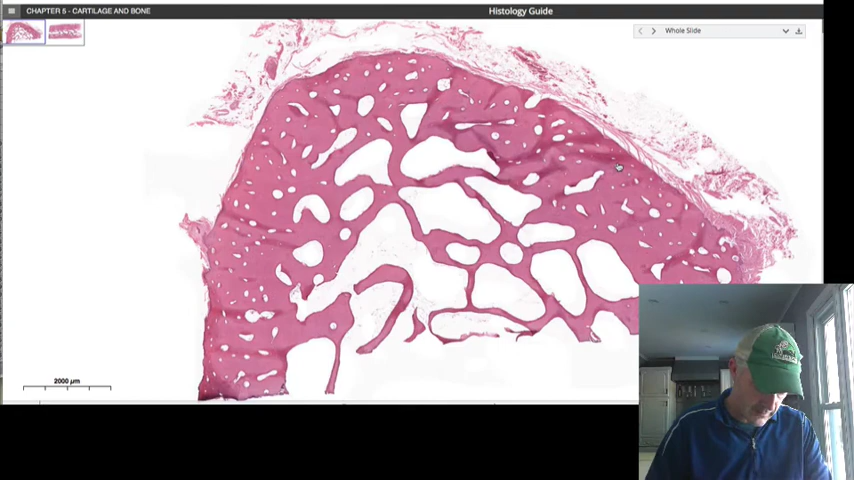 CHAPTER 5 - CARTILAGE AND BONE
Histology Guide
Whole Slide
2000 µm